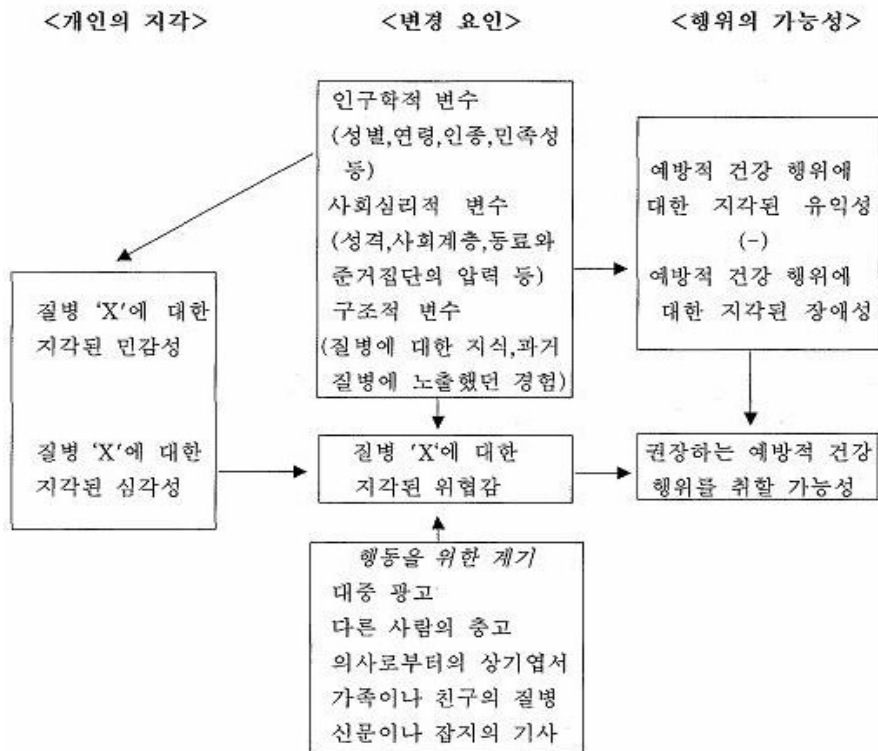 <개인의 지각>
<변경 요인>
<행위의 가능성>
인구학적 변수
(성별,연령,인종,민족성
등)
사회심리적 변수
(성격,사회계층,동료와
준거집단의 압력 등)
구조적 변수
(질병에 대한 지식,과거
질병에 노출했던 경험)
예방적 건강 행위에
대한 지각된 유익성
(-)
예방적 건강 행위에
대한 지각된 장애성
질병 ‘X’에 대한
지각된 민감성
질병 ‘X’에 대한
지각된 심각성
질병 ’X‘에 대한
지각된 위협감
권장하는 예방적 건강
행위를 취할 가능성
행동을 위한 계기
대중 광고
다른 사람의 충고
의사로부터의 상기엽서
가족이나 친구의 질병
신문이나 잡지의 기사